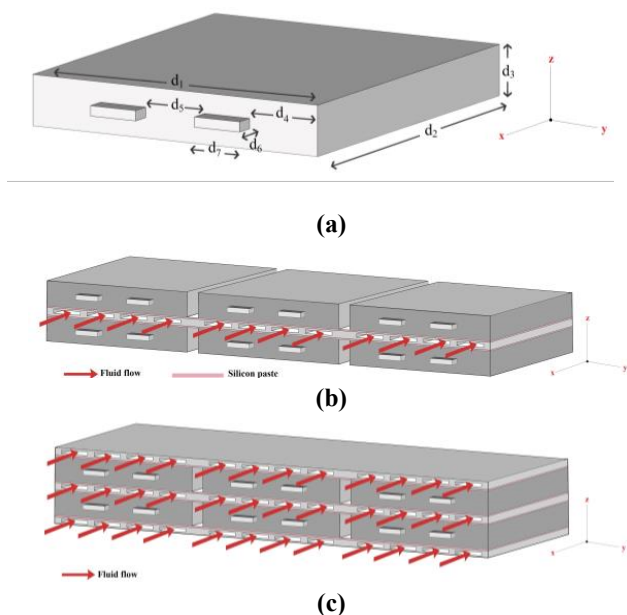 d₁
d₃
z
d₅
d₄
d₂
d₆
d₇
x
y
(a)
z
x
y
Fluid flow
Silicon paste
(b)
z
x
y
Fluid flow
(c)